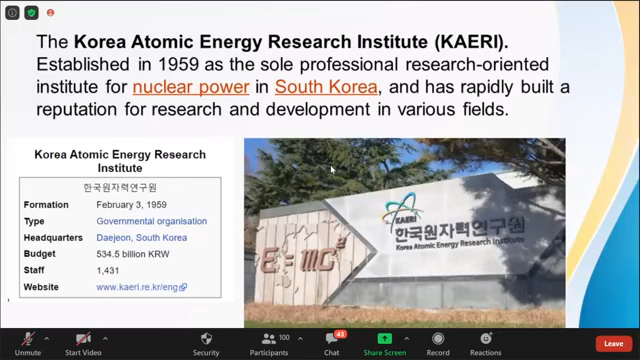 The Korea Atomic Energy Research Institute (KAERI).
Established in 1959 as the sole professional research-oriented
institute for nuclear power in South Korea, and has rapidly built a
reputation for research and development in various fields.
Korea Atomic Energy Research
Institute
한국원자력연구원
Formation February 3, 1959
Type Governmental organisation
Headquarters Daejeon, South Korea
Budget 534.5 billion KRW
Staff 1,431
Website www.kaeri.re.kr/eng
KAERI
한국원자력연구원
Korea Atomic Energy Research Institute
E=MC²
Unmute
Start Video
Security
Participants
100
Chat
43
Share Screen
Record
Reactions
Leave